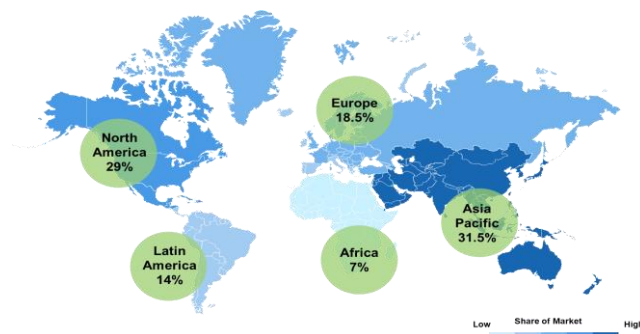 Europe
18.5%
North
America
29%
Asia
Pacific
31.5%
Latin
America
14%
Africa
7%
Low Share of Market High